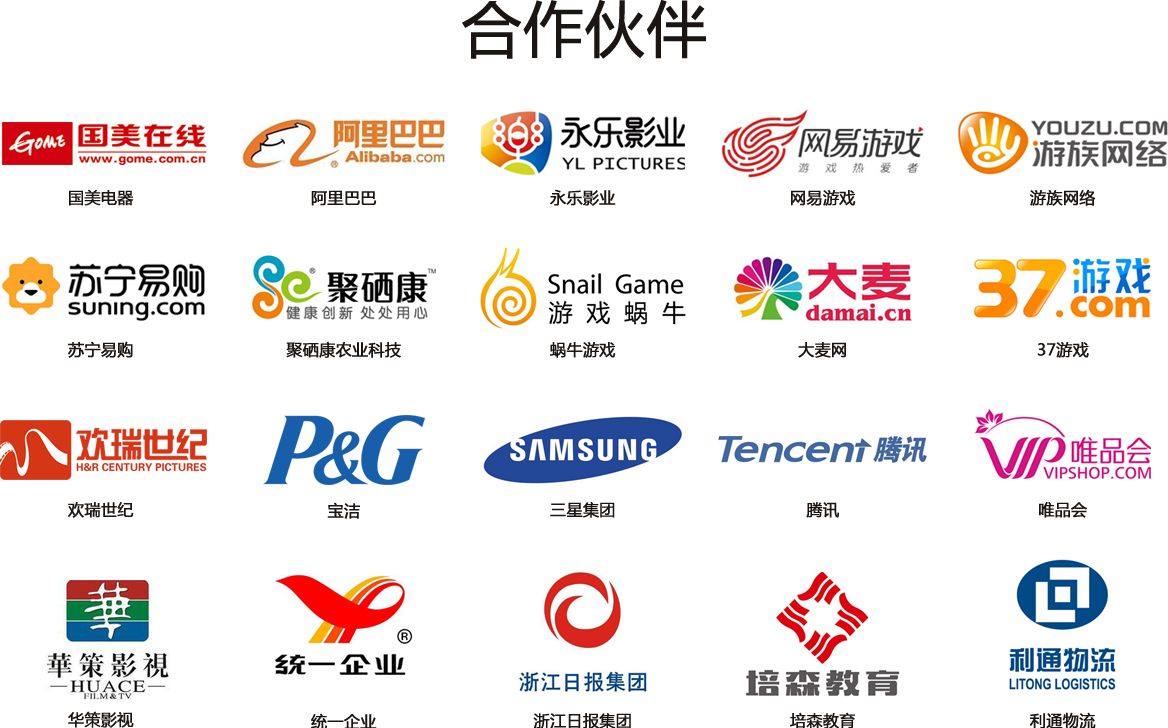 合作伙伴
GOME 国美在线
www.gome.com.cn
国美电器
阿里巴巴
®
Alibaba.com
阿里巴巴
永乐影业
YL PICTURES
永乐影业
网易游戏
游戏热爱者
网易游戏
YOUZU.COM
游族网络
游族网络
苏宁易购
suning.com
苏宁易购
® 聚硒康™
健康创新 处处用心
聚硒康农业科技
Snail Game
游戏蜗牛
蜗牛游戏
大麦
damai.cn
大麦网
37游戏
.com
37游戏
欢瑞世纪
H&R CENTURY PICTURES
欢瑞世纪
P&G
宝洁
SAMSUNG
三星集团
Tencent 腾讯
腾讯
VIP 唯品会
VIPSHOP.COM
唯品会
華
華策影視
HUACE
FILM&TV
华策影视
®
统一企业
统一企业
浙江日报集团
浙江日报集团
培森教育
培森教育
利通物流
LITONG LOGISTICS
利通物流